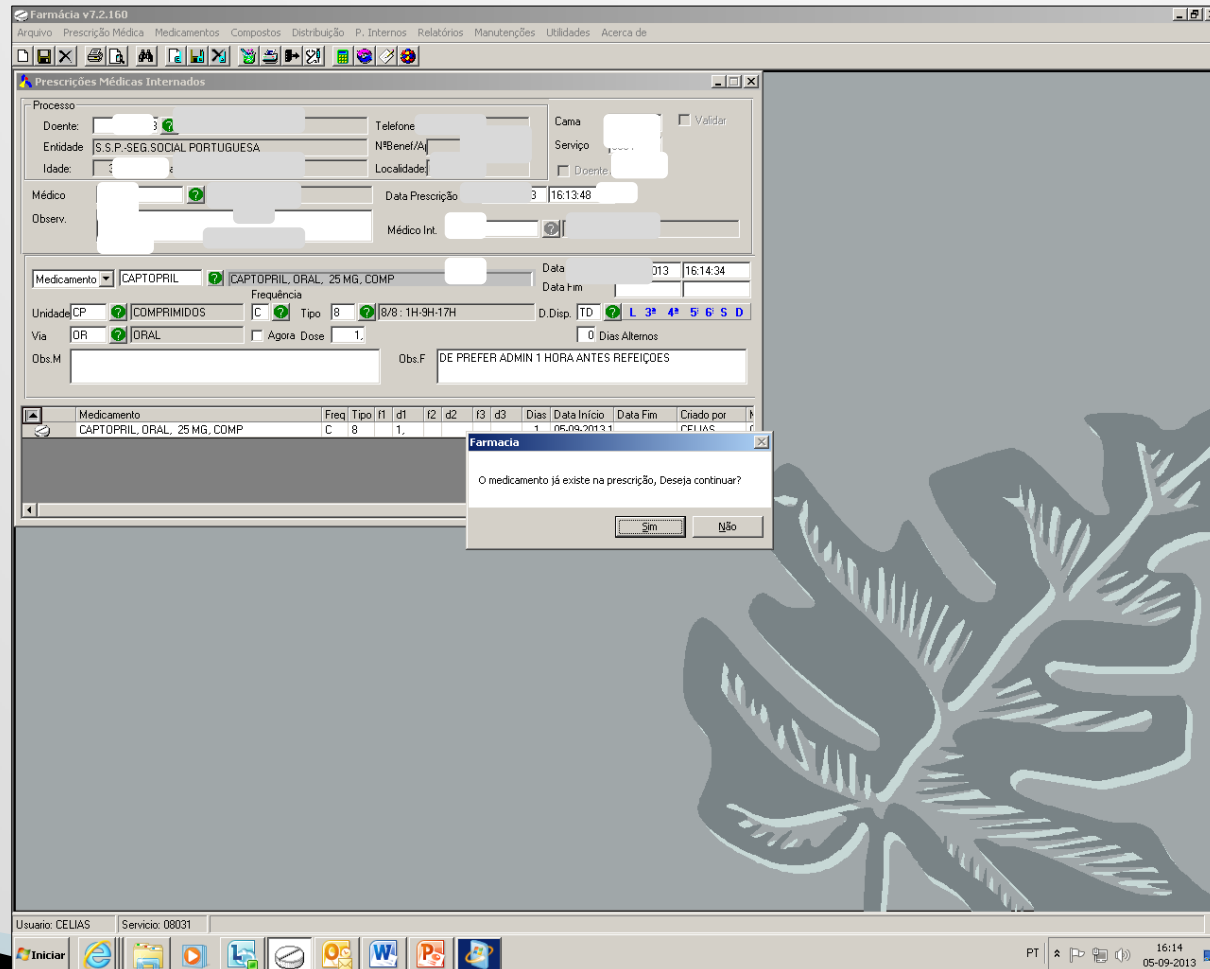 Farmácia v7.2.160
Arquivo Prescrição Médica Medicamentos Compostos Distribuição P. Internos Relatórios Manutenções Utilidades Acerca de
Prescrições Médicas Internados
Processo
Doente: Telefone Cama Validar
Entidade S.S.P.-SEG.SOCIAL PORTUGUESA NºBenef/A Serviço
Idade: Localidade: Doente
Médico Data Prescrição 3 16:13:48
Observ. Médico Int.
Medicamento CAPTOPRIL CAPTOPRIL, ORAL, 25 MG, COMP Data 013 16:14:34
Data Fim
Frequência
Unidade CP COMPRIMIDOS C Tipo 8 8/8 : 1H-9H-17H D.Disp. TD L 3ª 4ª 5ª 6ª S D
Via OR ORAL Agora Dose 1, 0 Dias Alternos
Obs.M Obs.F DE PREFER ADMIN 1 HORA ANTES REFEIÇOES
Medicamento Freq Tipo f1 d1 f2 d2 f3 d3 Dias Data Início Data Fim Criado por
CAPTOPRIL, ORAL, 25 MG, COMP C 8 1, 1 05-09-2013 1 CELIAS
Farmacia
O medicamento já existe na prescrição, Deseja continuar?
Sim Não
Usuario: CELIAS Servicio: 08031
Iniciar PT 16:14
05-09-2013